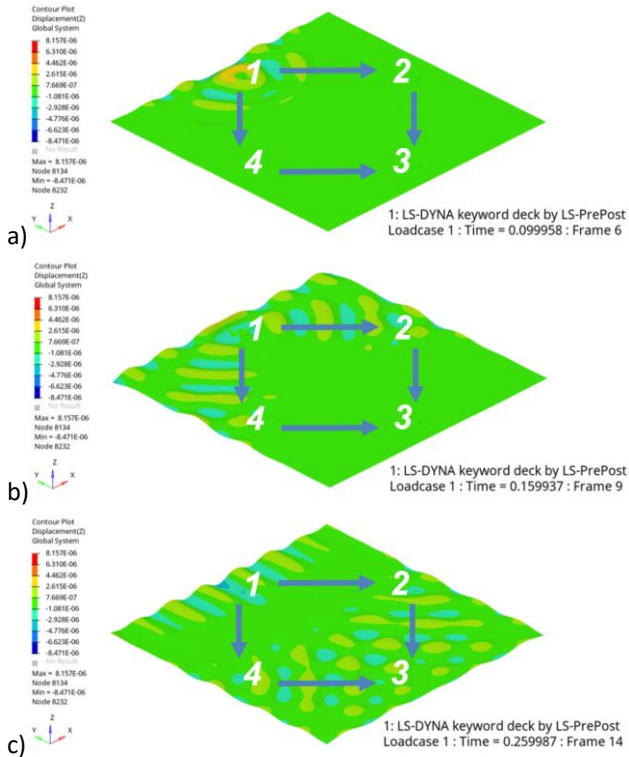 Contour Plot
Displacement(Z)
Global System
8.157E-06
6.310E-06
4.462E-06
2.615E-06
7.669E-07
-1.081E-06
-2.928E-06
-4.776E-06
-6.623E-06
-8.471E-06
No Result
Max = 8.157E-06
Node 8134
Min = -8.471E-06
Node 8232
Z
Y X
1 2
4 3
1: LS-DYNA keyword deck by LS-PrePost
Loadcase 1 : Time = 0.099958 : Frame 6
a)
Contour Plot
Displacement(Z)
Global System
8.157E-06
6.310E-06
4.462E-06
2.615E-06
7.669E-07
-1.081E-06
-2.928E-06
-4.776E-06
-6.623E-06
-8.471E-06
No Result
Max = 8.157E-06
Node 8134
Min = -8.471E-06
Node 8232
Z
Y X
1 2
4 3
1: LS-DYNA keyword deck by LS-PrePost
Loadcase 1 : Time = 0.159937 : Frame 9
b)
Contour Plot
Displacement(Z)
Global System
8.157E-06
6.310E-06
4.462E-06
2.615E-06
7.669E-07
-1.081E-06
-2.928E-06
-4.776E-06
-6.623E-06
-8.471E-06
No Result
Max = 8.157E-06
Node 8134
Min = -8.471E-06
Node 8232
Z
Y X
1 2
4 3
1: LS-DYNA keyword deck by LS-PrePost
Loadcase 1 : Time = 0.259987 : Frame 14
c)